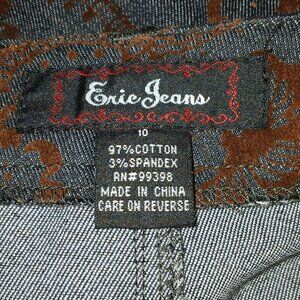 Eric Jeans
10
97%COTTON
3%SPANDEX
RN#99398
MADE IN CHINA
CARE ON REVERSE